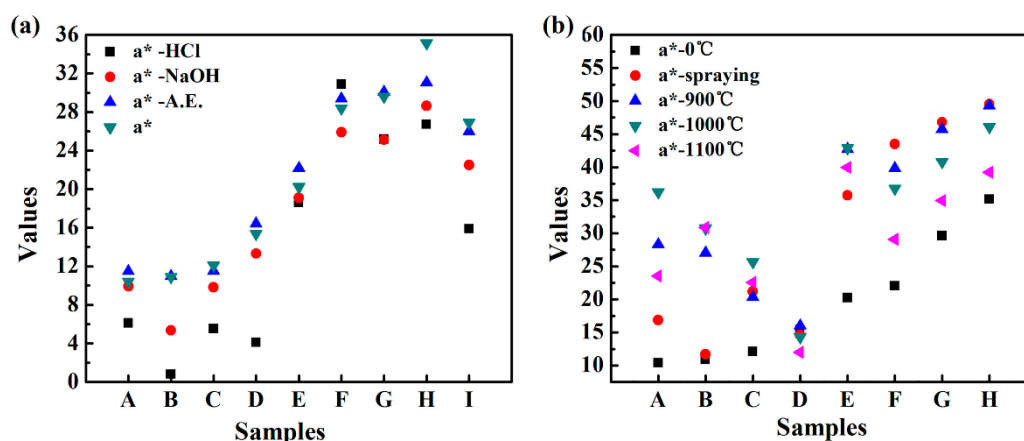 (a)
a* -HCl
a* -NaOH
a* -A.E.
a*
36
32
28
24
20
16
12
8
4
0
Values
A B C D E F G H I
Samples
(b)
a*-0℃
a*-spraying
a*-900℃
a*-1000℃
a*-1100℃
60
55
50
45
40
35
30
25
20
15
10
Values
A B C D E F G H
Samples